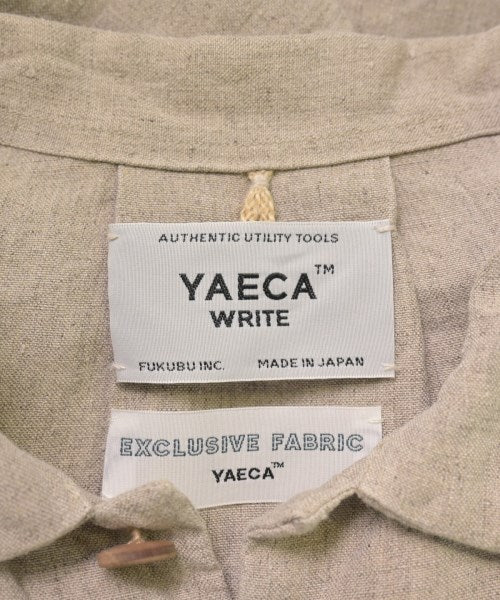 AUTHENTIC UTILITY TOOLS
YAECA™
WRITE
FUKUBU INC. MADE IN JAPAN
EXCLUSIVE FABRIC
YAECA™